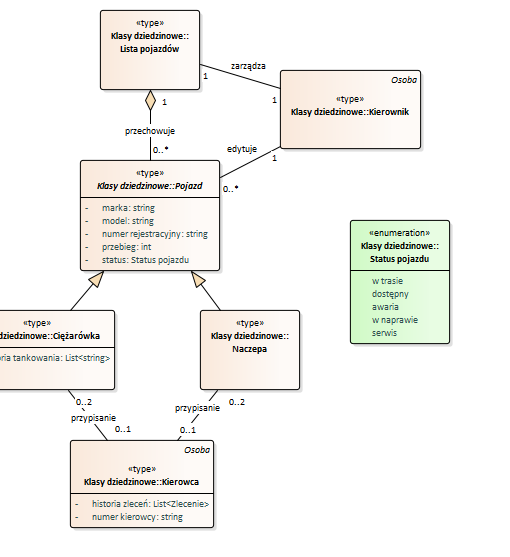 «type»
Klasy dziedzinowe::
Lista pojazdów
zarządza
1
1
Osoba
«type»
Klasy dziedzinowe::Kierownik
1
przechowuje
0..*
edytuje
1
0..*
«type»
Klasy dziedzinowe::Pojazd
- marka: string
- model: string
- numer rejestracyjny: string
- przebieg: int
- status: Status pojazdu
«enumeration»
Klasy dziedzinowe::
Status pojazdu
w trasie
dostępny
awaria
w naprawie
serwis
«type»
dziedzinowe::Ciężarówka
oria tankowania: List<string>
«type»
Klasy dziedzinowe::
Naczepa
0..2
przypisanie
0..1
0..2
przypisanie
0..1
Osoba
«type»
Klasy dziedzinowe::Kierowca
- historia zleceń: List<Zlecenie>
- numer kierowcy: string